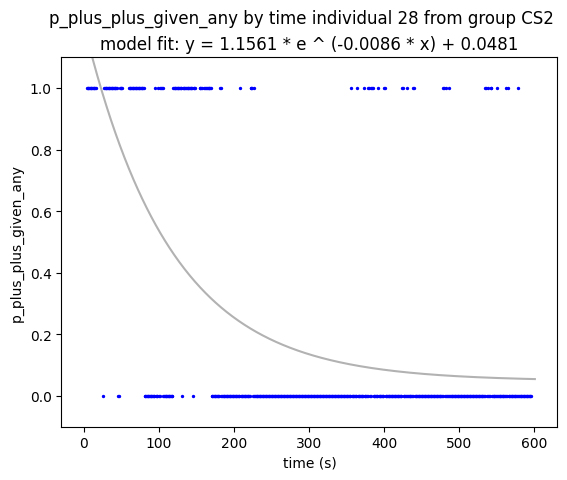 p_plus_plus_given_any by time individual 28 from group CS2
model fit: y = 1.1561 * e ^ (-0.0086 * x) + 0.0481
p_plus_plus_given_any
1.0
0.8
0.6
0.4
0.2
0.0
0 100 200 300 400 500 600
time (s)